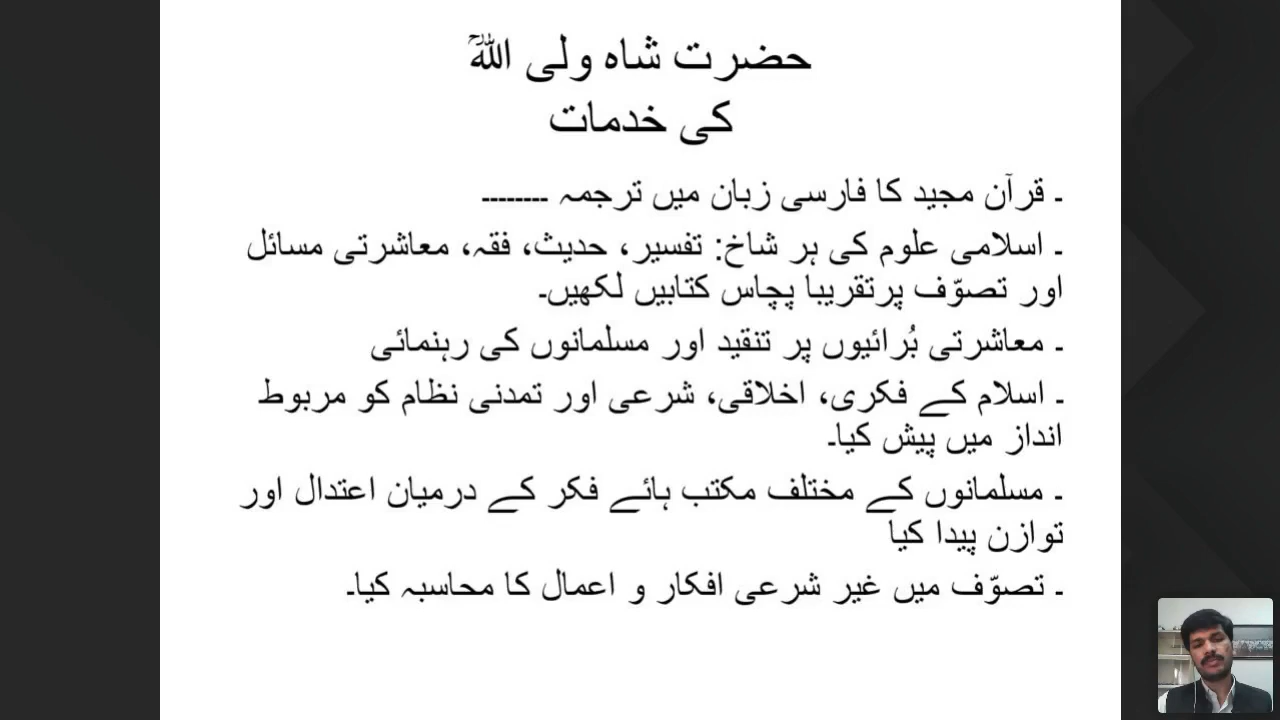 حضرت شاہ ولی اللہؒ
کی خدمات
۔ قرآن مجید کا فارسی زبان میں ترجمہ ۔۔۔۔۔۔۔۔
۔ اسلامی علوم کی ہر شاخ: تفسیر، حدیث، فقہ، معاشرتی مسائل
اور تصوّف پرتقریبا پچاس کتابیں لکھیں۔
۔ معاشرتی بُرائیوں پر تنقید اور مسلمانوں کی رہنمائی
۔ اسلام کے فکری، اخلاقی، شرعی اور تمدنی نظام کو مربوط
انداز میں پیش کیا۔
۔ مسلمانوں کے مختلف مکتب ہائے فکر کے درمیان اعتدال اور
توازن پیدا کیا
۔ تصوّف میں غیر شرعی افکار و اعمال کا محاسبہ کیا۔